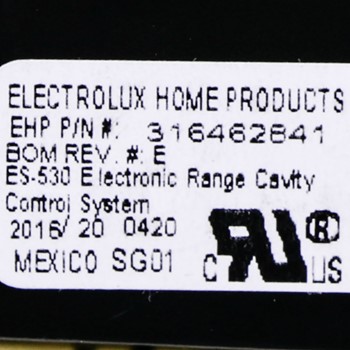 ELECTROLUX HOME PRODUCTS
EHP P/N #: 316462841
BOM REV. #: E
ES-530 Electronic Range Cavity
Control System
2016/20 0420
MEXICO SG01
C RU ® US